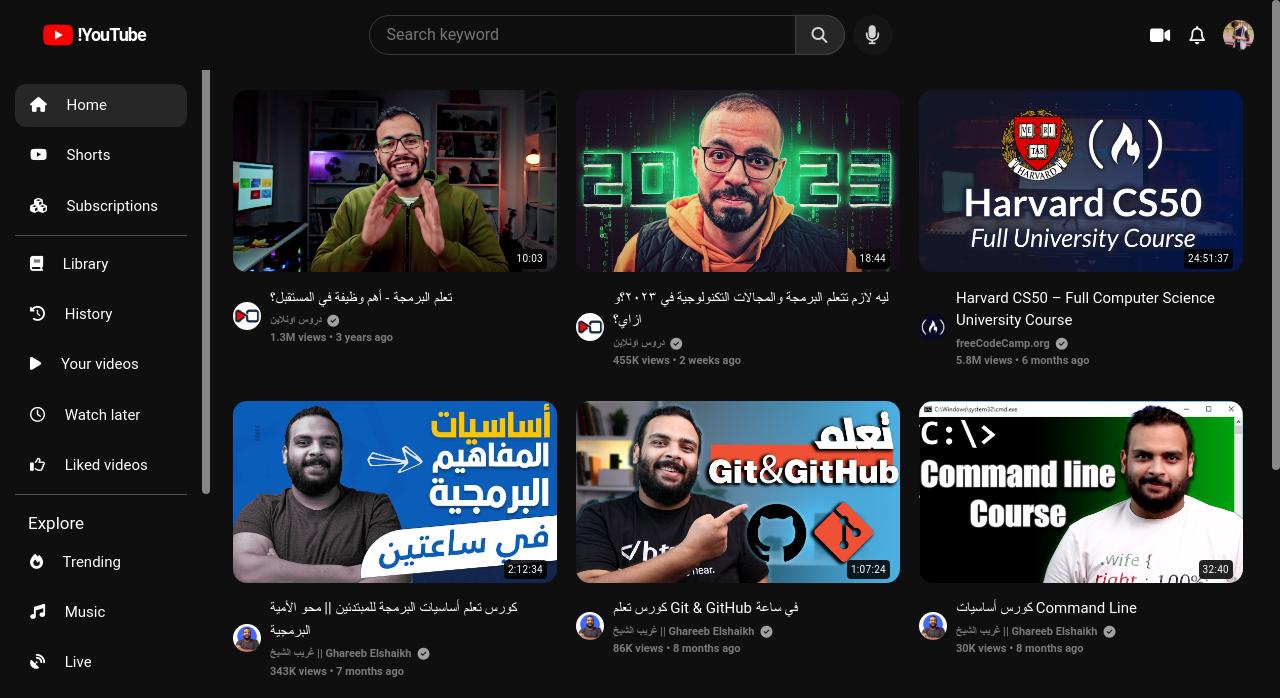 !YouTube
Search keyword
Home
Shorts
Subscriptions
Library
History
Your videos
Watch later
Liked videos
Explore
Trending
Music
Live
10:03
تعلم البرمجة - أهم وظيفة في المستقبل؟
دروس اونلاين
1.3M views • 3 years ago
2023
18:44
ليه لازم تتعلم البرمجة والمجالات التكنولوجية في ٢٠٢٣؟و
ازاي؟
دروس اونلاين
455K views • 2 weeks ago
VE RI
TAS
HARVARD
Harvard CS50
Full University Course
24:51:37
Harvard CS50 – Full Computer Science
University Course
freeCodeCamp.org
5.8M views • 6 months ago
أساسيات
المفاهيم
البرمجية
في ساعتين
2:12:34
كورس تعلم أساسيات البرمجة للمبتدئين || محو الأمية
البرمجية
غريب الشيخ || Ghareeb Elshaikh
343K views • 7 months ago
تعلم
Git&GitHub
1:07:24
كورس تعلم Git & GitHub في ساعة
غريب الشيخ || Ghareeb Elshaikh
86K views • 8 months ago
C:\Windows\system32\cmd.exe
C:\>
Command line
Course
.wife {
right : 100%
32:40
كورس أساسيات Command Line
غريب الشيخ || Ghareeb Elshaikh
30K views • 8 months ago